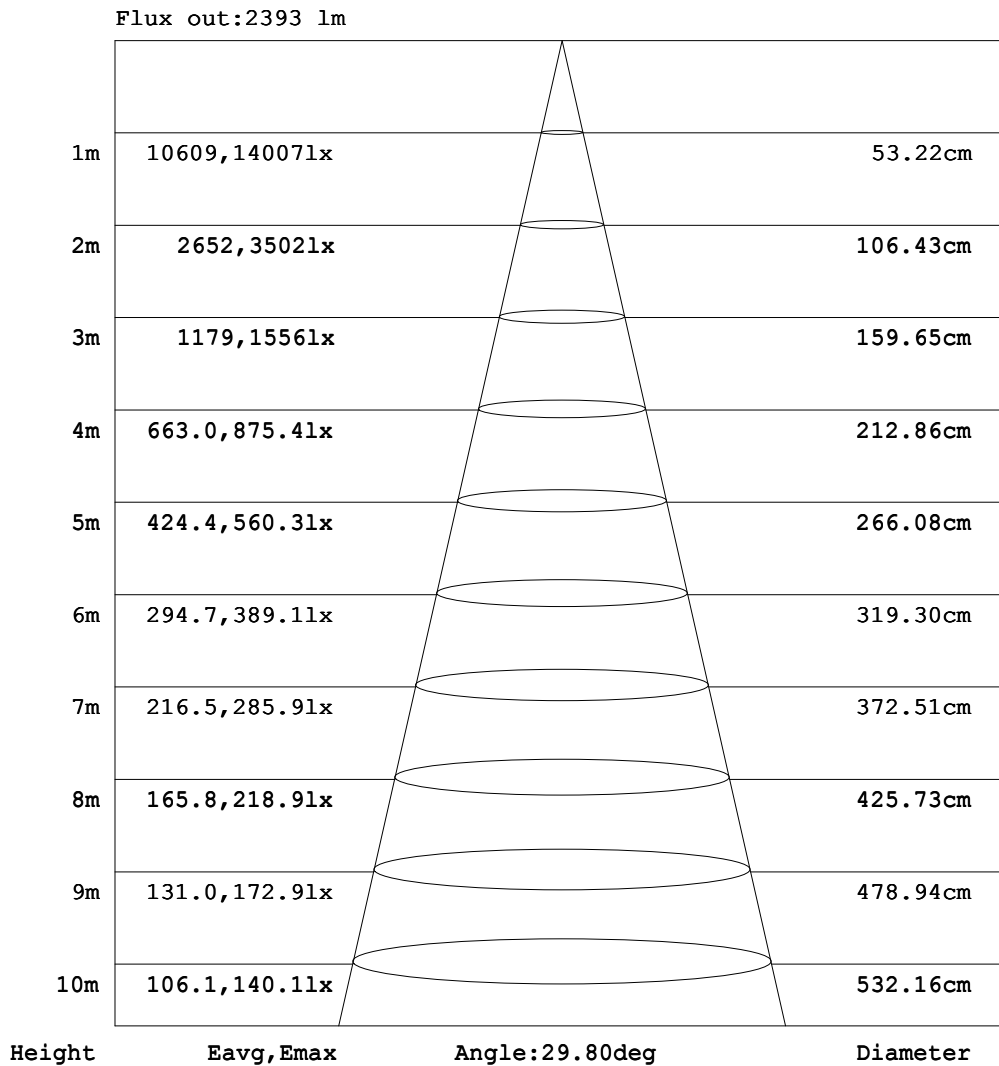 Flux out:2393 lm
1m 10609,14007lx 53.22cm
2m 2652,3502lx 106.43cm
3m 1179,1556lx 159.65cm
4m 663.0,875.4lx 212.86cm
5m 424.4,560.3lx 266.08cm
6m 294.7,389.1lx 319.30cm
7m 216.5,285.9lx 372.51cm
8m 165.8,218.9lx 425.73cm
9m 131.0,172.9lx 478.94cm
10m 106.1,140.1lx 532.16cm
Height Eavg,Emax Angle:29.80deg Diameter